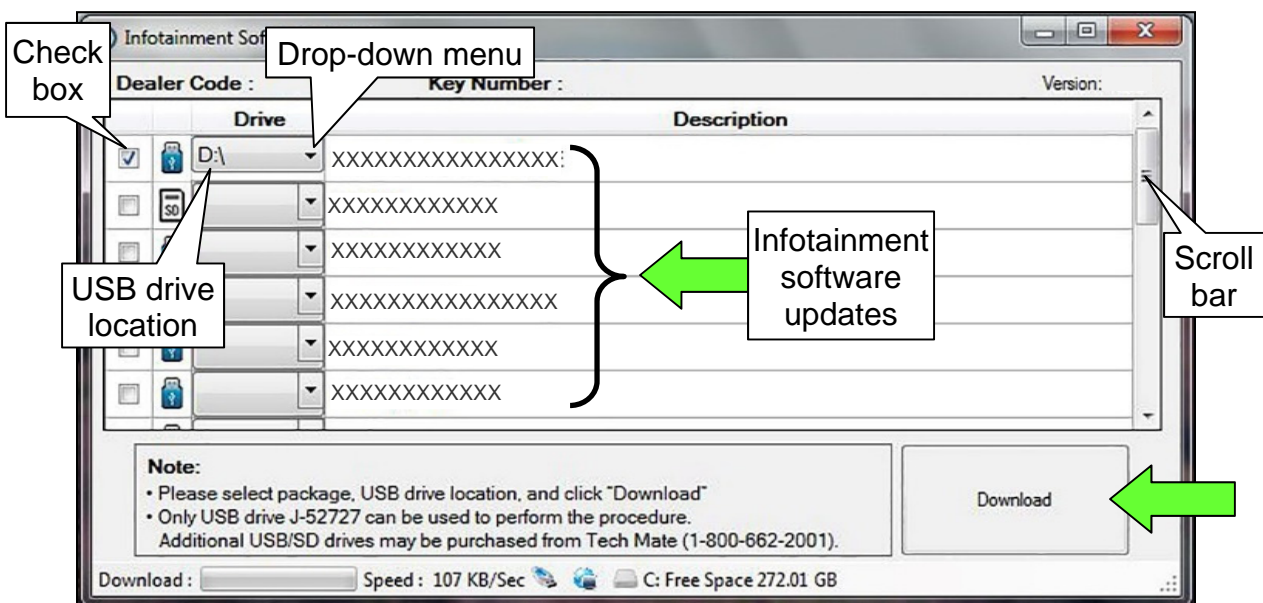 Check
box
Infotainment Sof
Drop-down menu
Dealer Code :
Key Number :
Version:
Drive
Description
D:\
XXXXXXXXXXXXXXXX:
SD
XXXXXXXXXXXX
XXXXXXXXXXXX
XXXXXXXXXXXXXXXX
XXXXXXXXXXXX
XXXXXXXXXXXX
USB drive
location
Infotainment
software
updates
Scroll
bar
Note:
• Please select package, USB drive location, and click "Download"
• Only USB drive J-52727 can be used to perform the procedure.
Additional USB/SD drives may be purchased from Tech Mate (1-800-662-2001).
Download
Download :
Speed : 107 KB/Sec
C: Free Space 272.01 GB